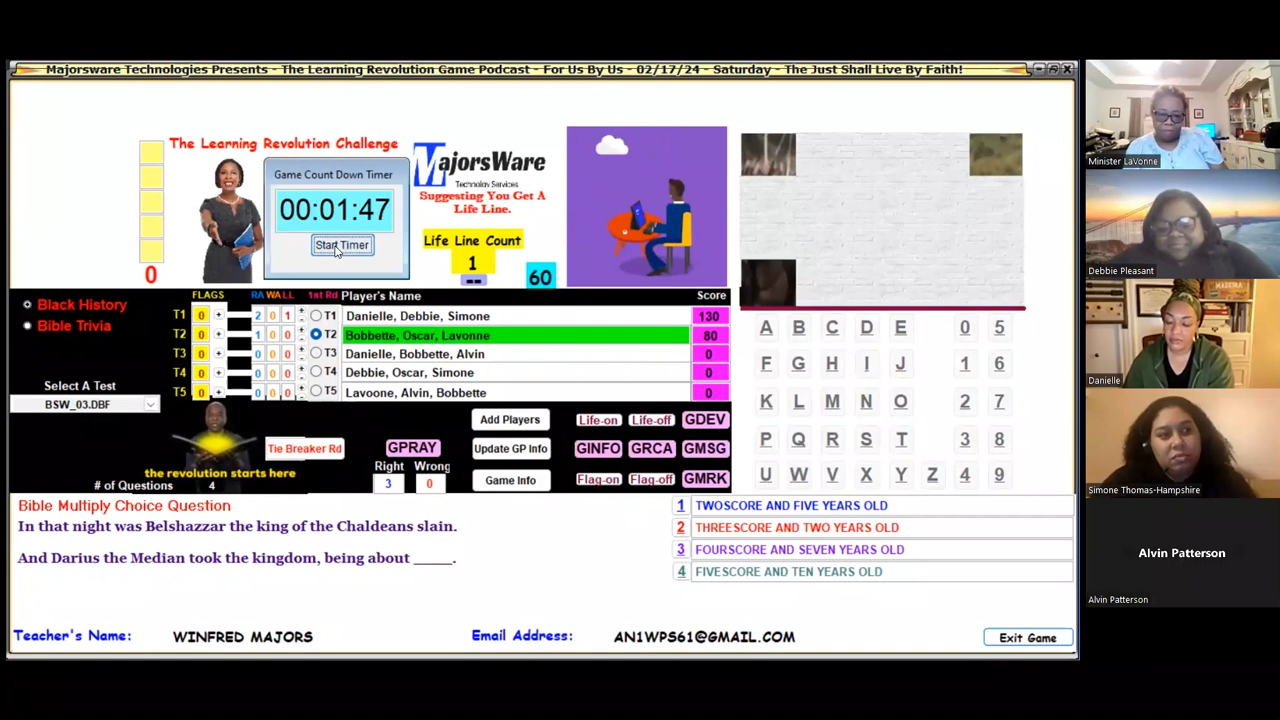 Majorsware Technologies Presents - The Learning Revolution Game Podcast - For Us By Us - 02/17/24 - Saturday - The Just Shall Live By Faith!
The Learning Revolution Challenge
Game Count Down Timer
00:01:47
Start Timer
0
MajorsWare
Technology Services
Suggesting You Get A
Life Line.
Life Line Count
1
--
60
Black History
Bible Trivia
FLAGS RA WA LL 1st Rd Player's Name Score
T1 0 + 2 0 1 T1 Danielle, Debbie, Simone 130
T2 0 + 1 0 0 T2 Bobbette, Oscar, Lavonne 80
T3 0 + 0 0 0 T3 Danielle, Bobbette, Alvin 0
T4 0 + 0 0 0 T4 Debbie, Oscar, Simone 0
T5 0 + 0 0 0 T5 Lavoone, Alvin, Bobbette 0
Select A Test
BSW_03.DBF
the revolution starts here
# of Questions 4
Tie Breaker Rd
GPRAY
Right Wrong
3 0
Add Players Life-on Life-off GDEV
Update GP Info GINFO GRCA GMSG
Game Info Flag-on Flag-off GMRK
A B C D E 0 5
F G H I J 1 6
K L M N O 2 7
P Q R S T 3 8
U V W X Y Z 4 9
Bible Multiply Choice Question
In that night was Belshazzar the king of the Chaldeans slain.
And Darius the Median took the kingdom, being about ____.
1 TWOSCORE AND FIVE YEARS OLD
2 THREESCORE AND TWO YEARS OLD
3 FOURSCORE AND SEVEN YEARS OLD
4 FIVESCORE AND TEN YEARS OLD
Teacher's Name: WINFRED MAJORS Email Address: AN1WPS61@GMAIL.COM Exit Game
Minister LaVonne
Debbie Pleasant
Danielle
Simone Thomas-Hampshire
Alvin Patterson
Alvin Patterson